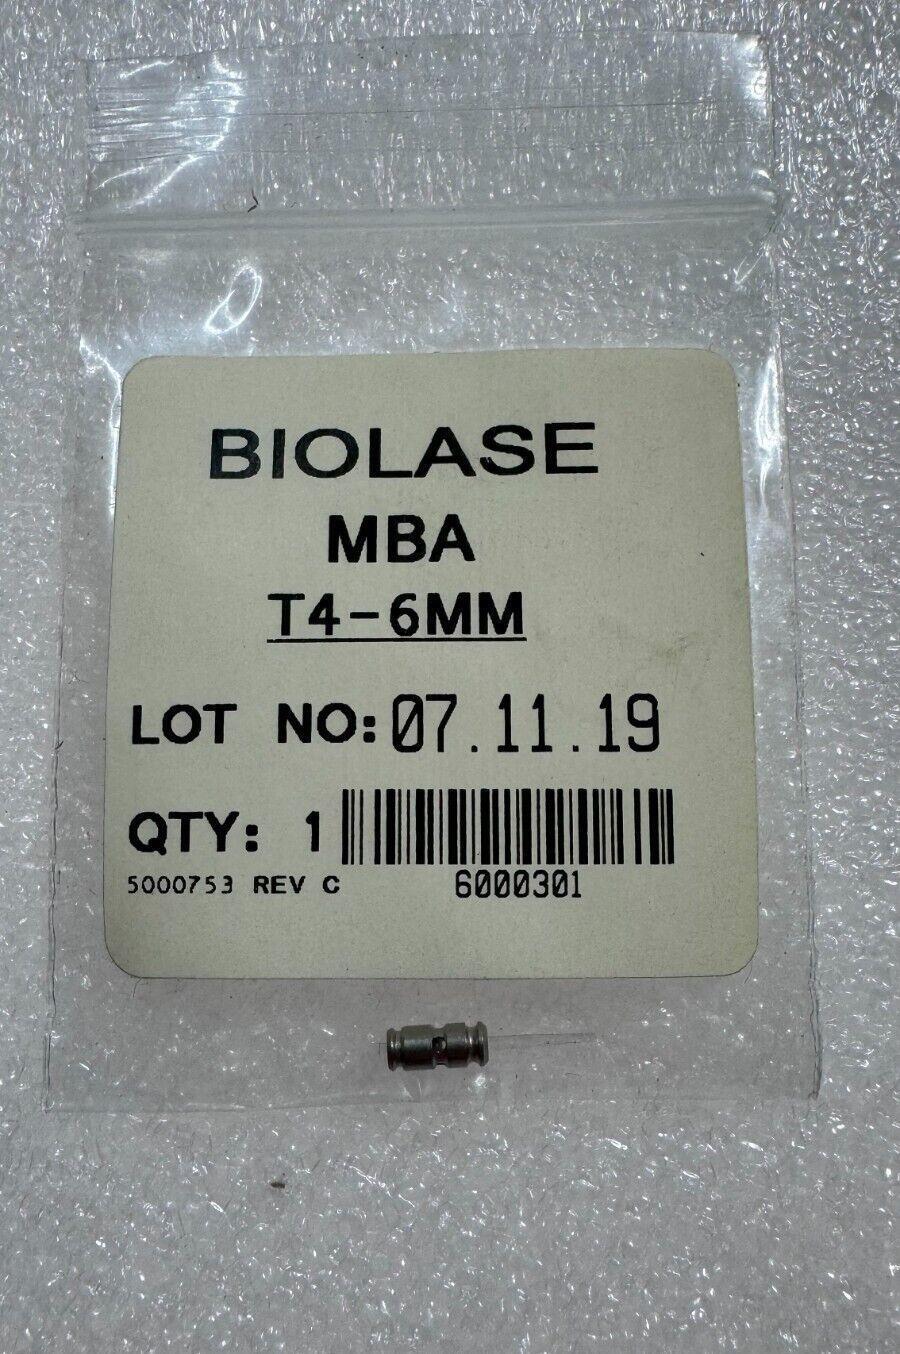 BIOLASE
MBA
T4-6MM
LOT NO: 07.11.19
QTY: 1
5000753 REV C 6000301